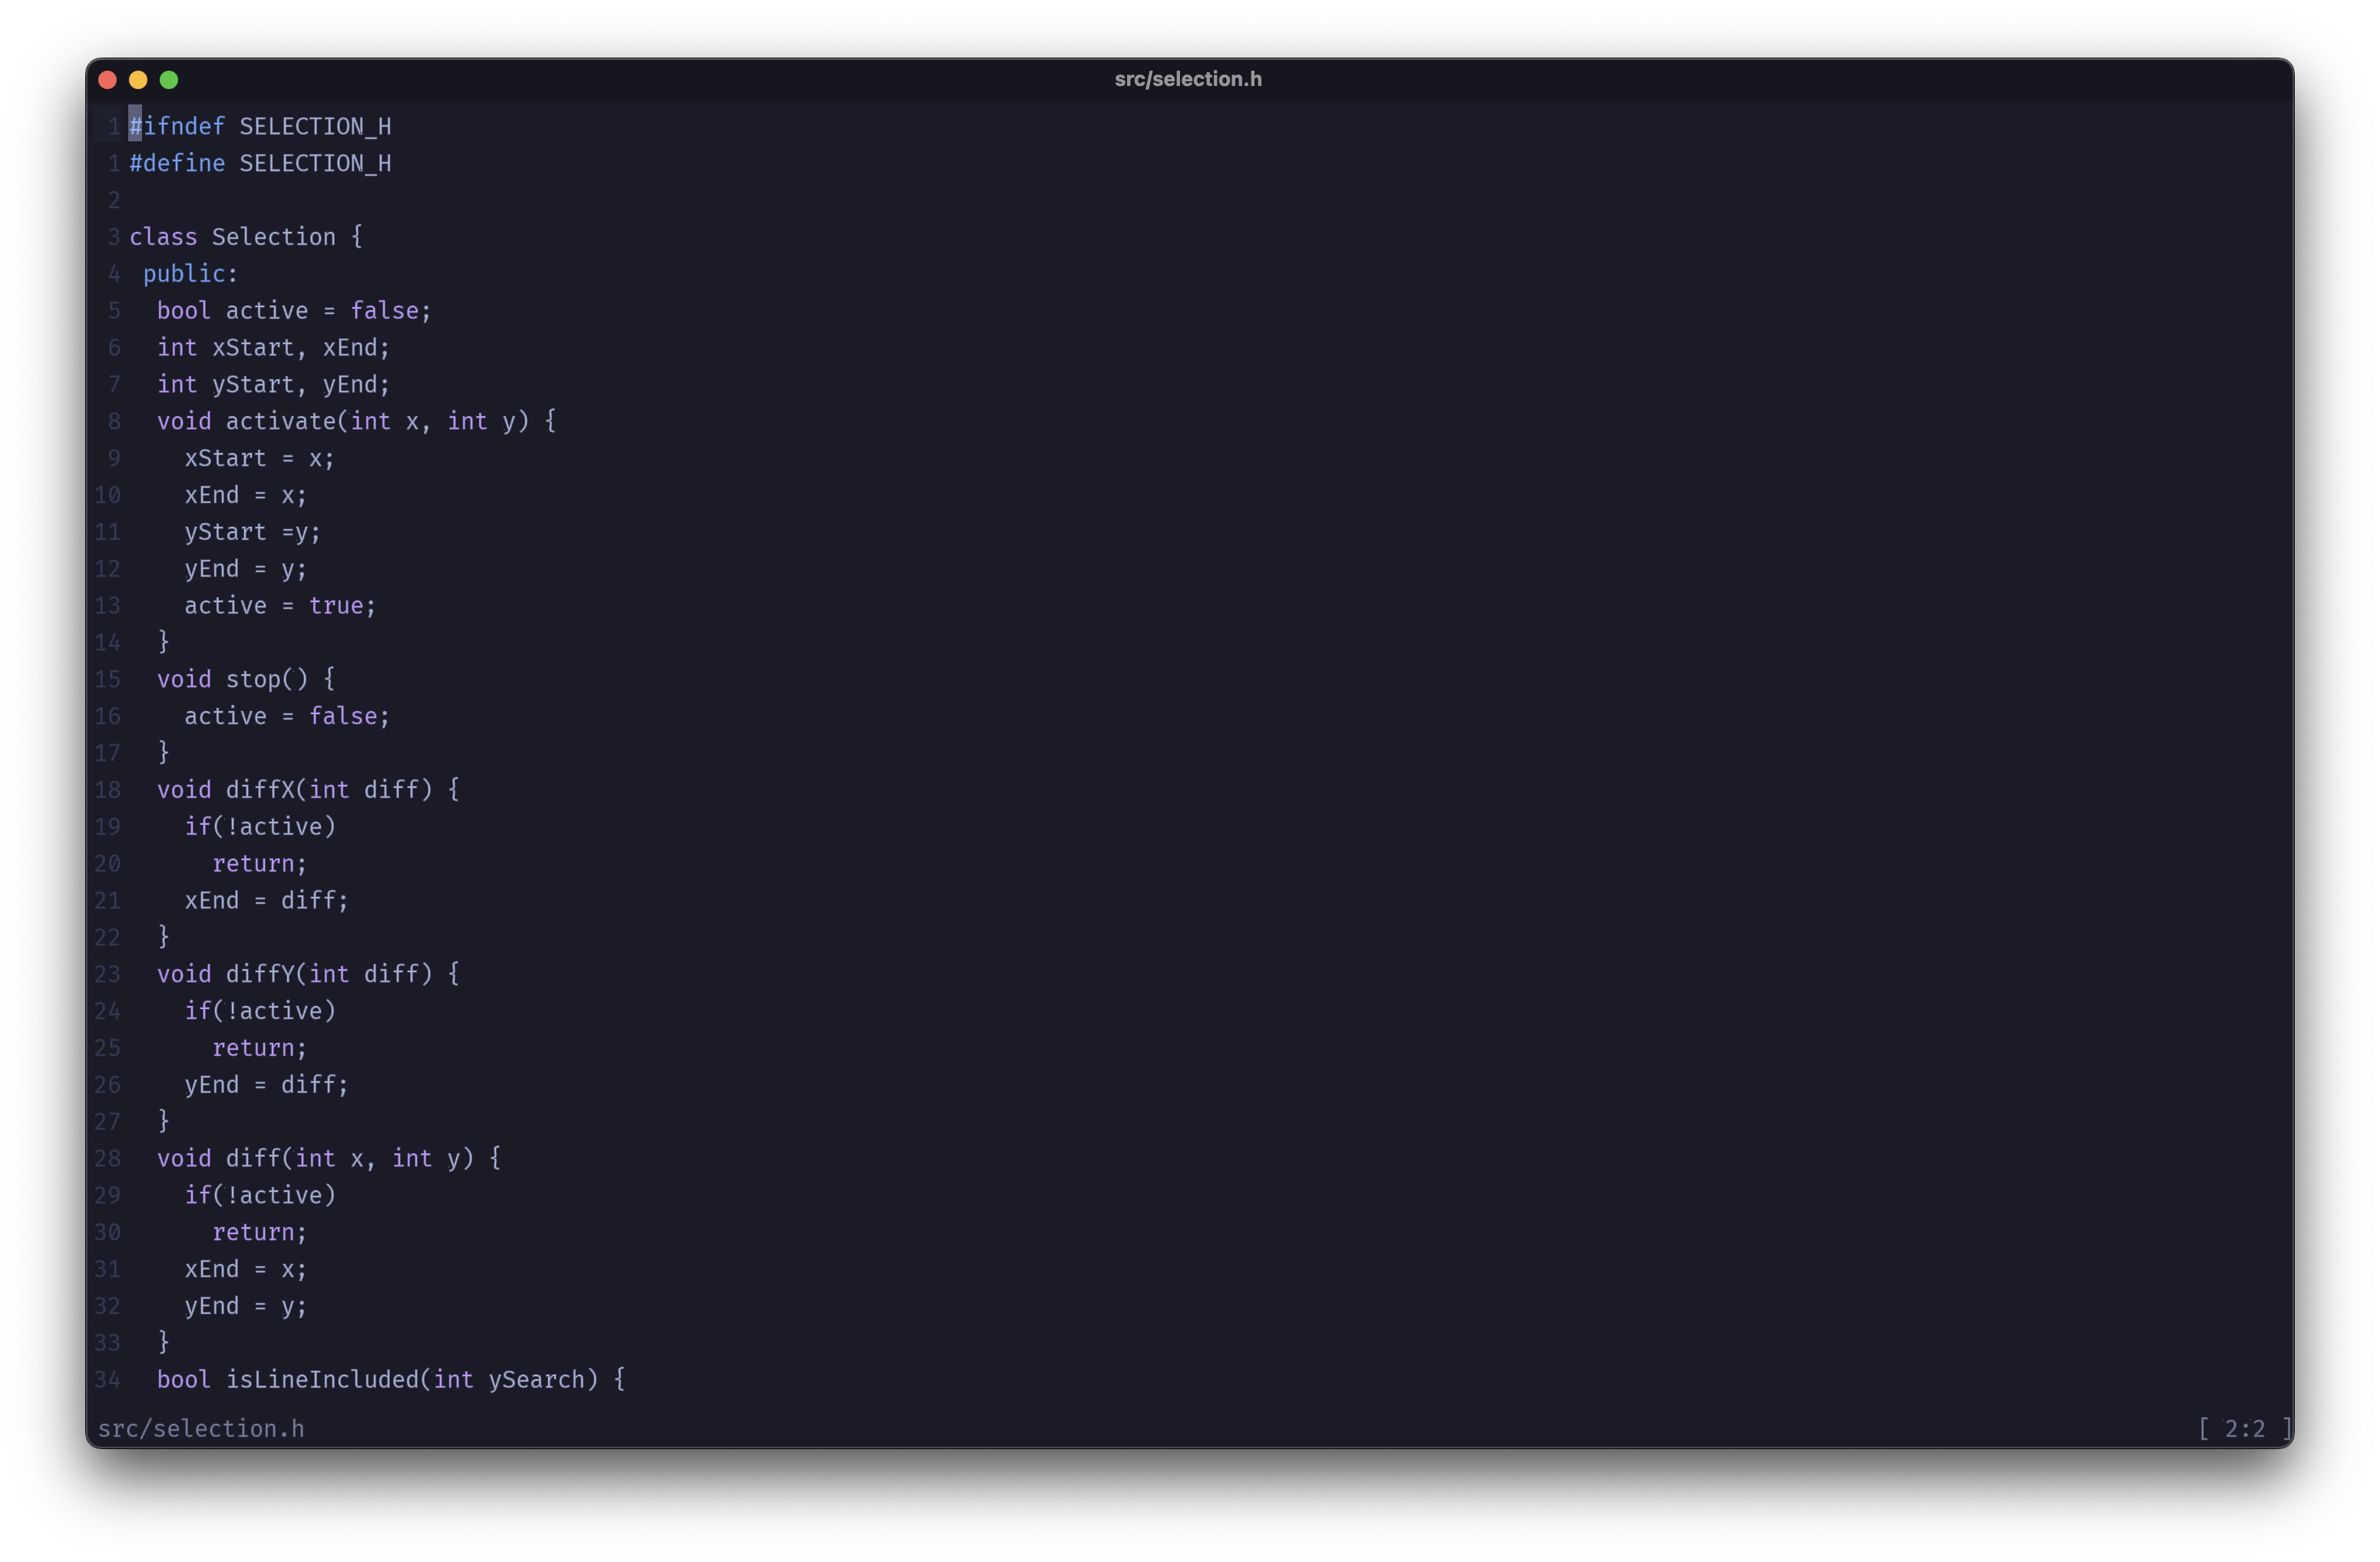 src/selection.h
1 #ifndef SELECTION_H
1 #define SELECTION_H
2
3 class Selection {
4  public:
5   bool active = false;
6   int xStart, xEnd;
7   int yStart, yEnd;
8   void activate(int x, int y) {
9     xStart = x;
10     xEnd = x;
11     yStart =y;
12     yEnd = y;
13     active = true;
14   }
15   void stop() {
16     active = false;
17   }
18   void diffX(int diff) {
19     if(!active)
20       return;
21     xEnd = diff;
22   }
23   void diffY(int diff) {
24     if(!active)
25       return;
26     yEnd = diff;
27   }
28   void diff(int x, int y) {
29     if(!active)
30       return;
31     xEnd = x;
32     yEnd = y;
33   }
34   bool isLineIncluded(int ySearch) {
src/selection.h [ 2:2 ]